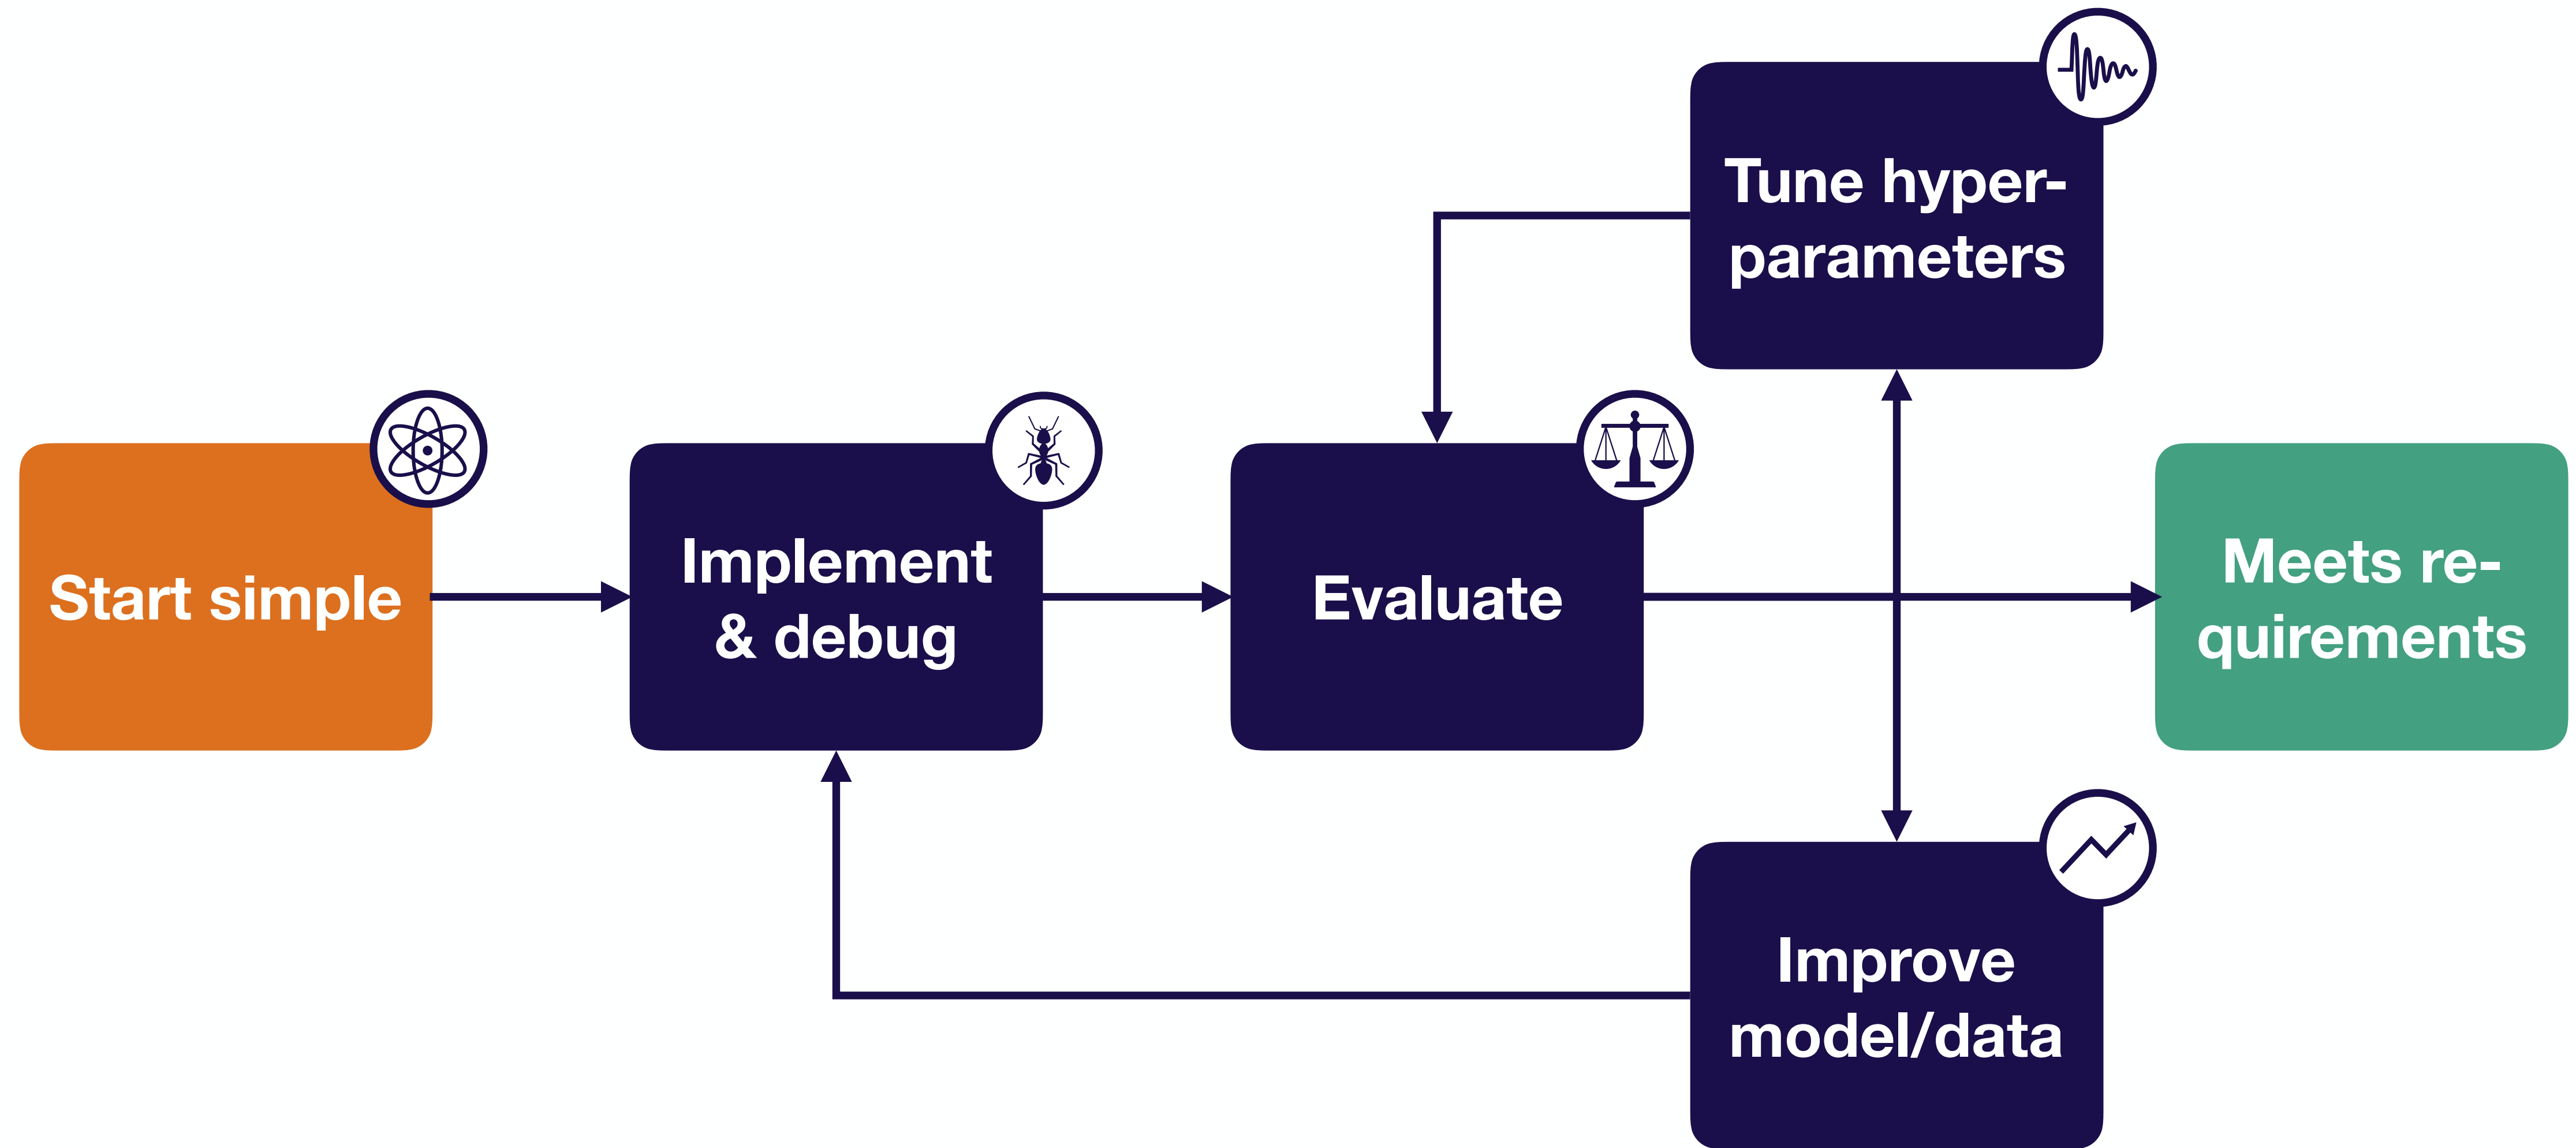 Start simple
Implement
& debug
Evaluate
Tune hyper-
parameters
Improve
model/data
Meets re-
quirements